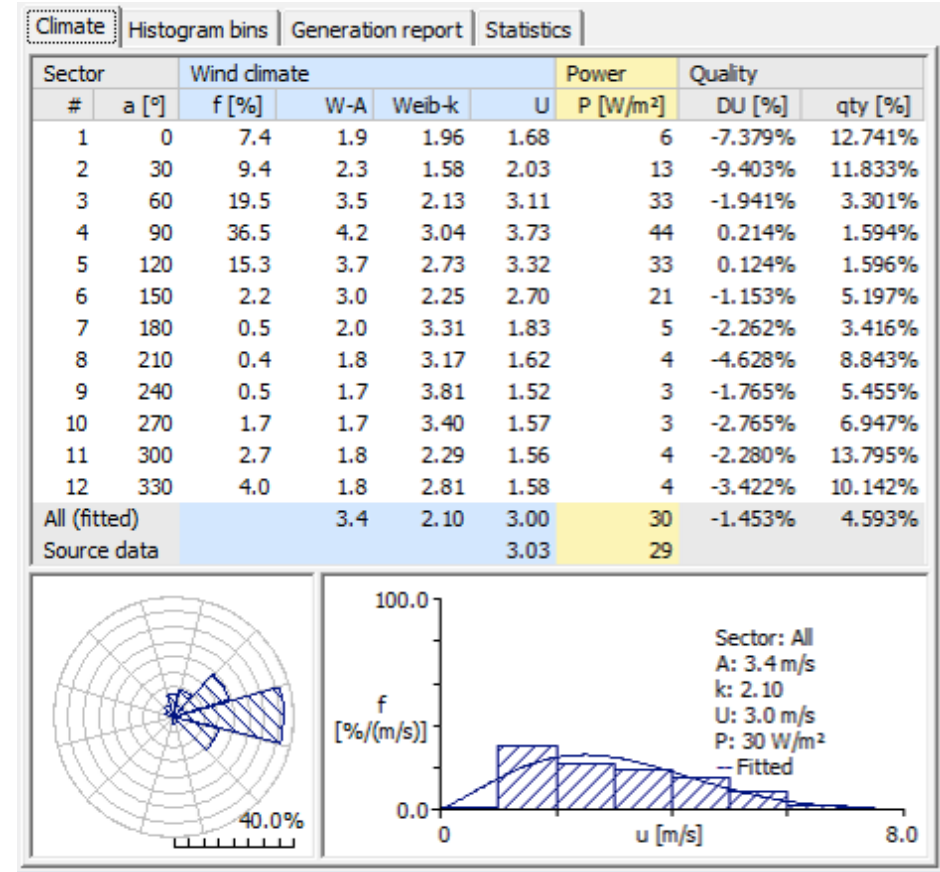 Climate Histogram bins Generation report Statistics
Sector Wind climate Power Quality
# a [°] f [%] W-A Weib-k U P [W/m²] DU [%] qty [%]
1 0 7.4 1.9 1.96 1.68 6 -7.379% 12.741%
2 30 9.4 2.3 1.58 2.03 13 -9.403% 11.833%
3 60 19.5 3.5 2.13 3.11 33 -1.941% 3.301%
4 90 36.5 4.2 3.04 3.73 44 0.214% 1.594%
5 120 15.3 3.7 2.73 3.32 33 0.124% 1.596%
6 150 2.2 3.0 2.25 2.70 21 -1.153% 5.197%
7 180 0.5 2.0 3.31 1.83 5 -2.262% 3.416%
8 210 0.4 1.8 3.17 1.62 4 -4.628% 8.843%
9 240 0.5 1.7 3.81 1.52 3 -1.765% 5.455%
10 270 1.7 1.7 3.40 1.57 3 -2.765% 6.947%
11 300 2.7 1.8 2.29 1.56 4 -2.280% 13.795%
12 330 4.0 1.8 2.81 1.58 4 -3.422% 10.142%
All (fitted) 3.4 2.10 3.00 30 -1.453% 4.593%
Source data 3.03 29
40.0%
100.0
f
[%/(m/s)]
0.0
0 u [m/s] 8.0
Sector: All
A: 3.4 m/s
k: 2.10
U: 3.0 m/s
P: 30 W/m²
-- Fitted